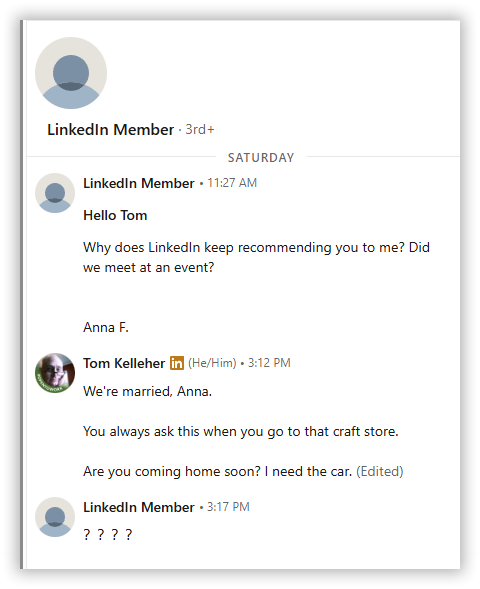 LinkedIn Member · 3rd+
SATURDAY
LinkedIn Member • 11:27 AM
Hello Tom
Why does LinkedIn keep recommending you to me? Did
we meet at an event?
Anna F.
Tom Kelleher in (He/Him) • 3:12 PM
We're married, Anna.
You always ask this when you go to that craft store.
Are you coming home soon? I need the car. (Edited)
LinkedIn Member • 3:17 PM
? ? ? ?